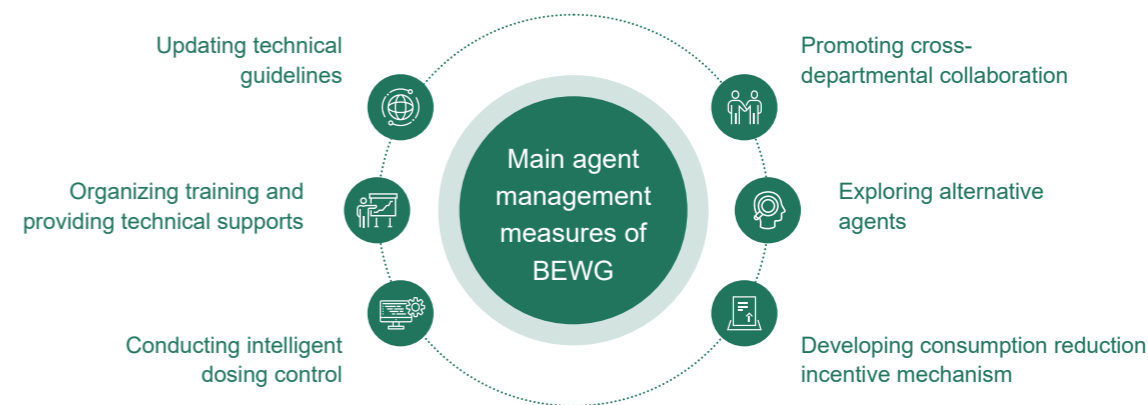 Updating technical
guidelines
Organizing training and
providing technical supports
Conducting intelligent
dosing control
Main agent
management
measures of
BEWG
Promoting cross-
departmental collaboration
Exploring alternative
agents
Developing consumption reduction
incentive mechanism